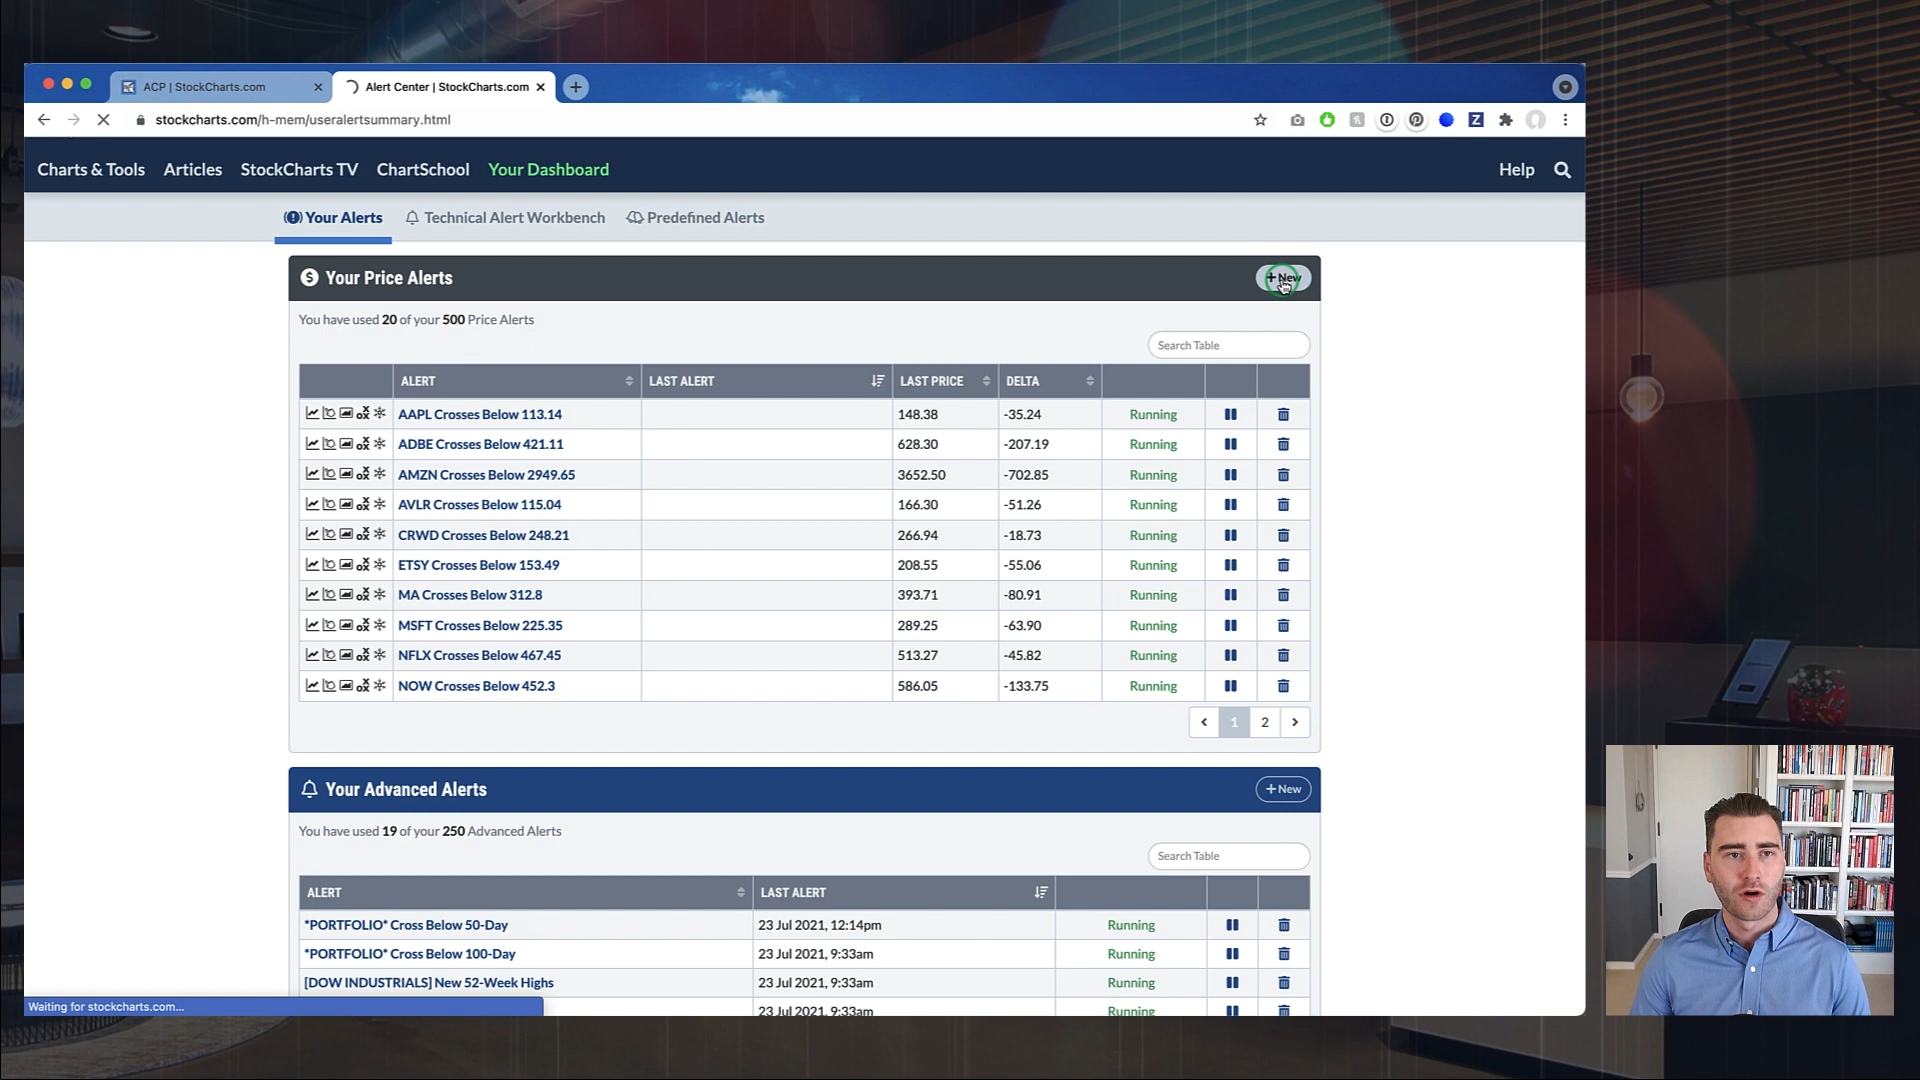 ACP | StockCharts.com
Alert Center | StockCharts.com
stockcharts.com/h-mem/useralertsummary.html
Charts & Tools Articles StockCharts TV ChartSchool Your Dashboard Help
Your Alerts Technical Alert Workbench Predefined Alerts
Your Price Alerts +New
You have used 20 of your 500 Price Alerts
Search Table
ALERT LAST ALERT LAST PRICE DELTA
AAPL Crosses Below 113.14 148.38 -35.24 Running
ADBE Crosses Below 421.11 628.30 -207.19 Running
AMZN Crosses Below 2949.65 3652.50 -702.85 Running
AVLR Crosses Below 115.04 166.30 -51.26 Running
CRWD Crosses Below 248.21 266.94 -18.73 Running
ETSY Crosses Below 153.49 208.55 -55.06 Running
MA Crosses Below 312.8 393.71 -80.91 Running
MSFT Crosses Below 225.35 289.25 -63.90 Running
NFLX Crosses Below 467.45 513.27 -45.82 Running
NOW Crosses Below 452.3 586.05 -133.75 Running
1 2
Your Advanced Alerts +New
You have used 19 of your 250 Advanced Alerts
Search Table
ALERT LAST ALERT
*PORTFOLIO* Cross Below 50-Day 23 Jul 2021, 12:14pm Running
*PORTFOLIO* Cross Below 100-Day 23 Jul 2021, 9:33am Running
[DOW INDUSTRIALS] New 52-Week Highs 23 Jul 2021, 9:33am Running
23 Jul 2021, 9:33am Running
Waiting for stockcharts.com...